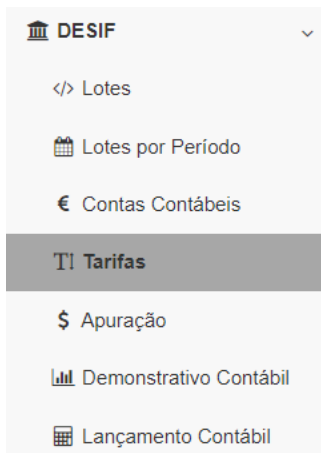 DESIF
Lotes
Lotes por Período
Contas Contábeis
Tarifas
Apuração
Demonstrativo Contábil
Lançamento Contábil